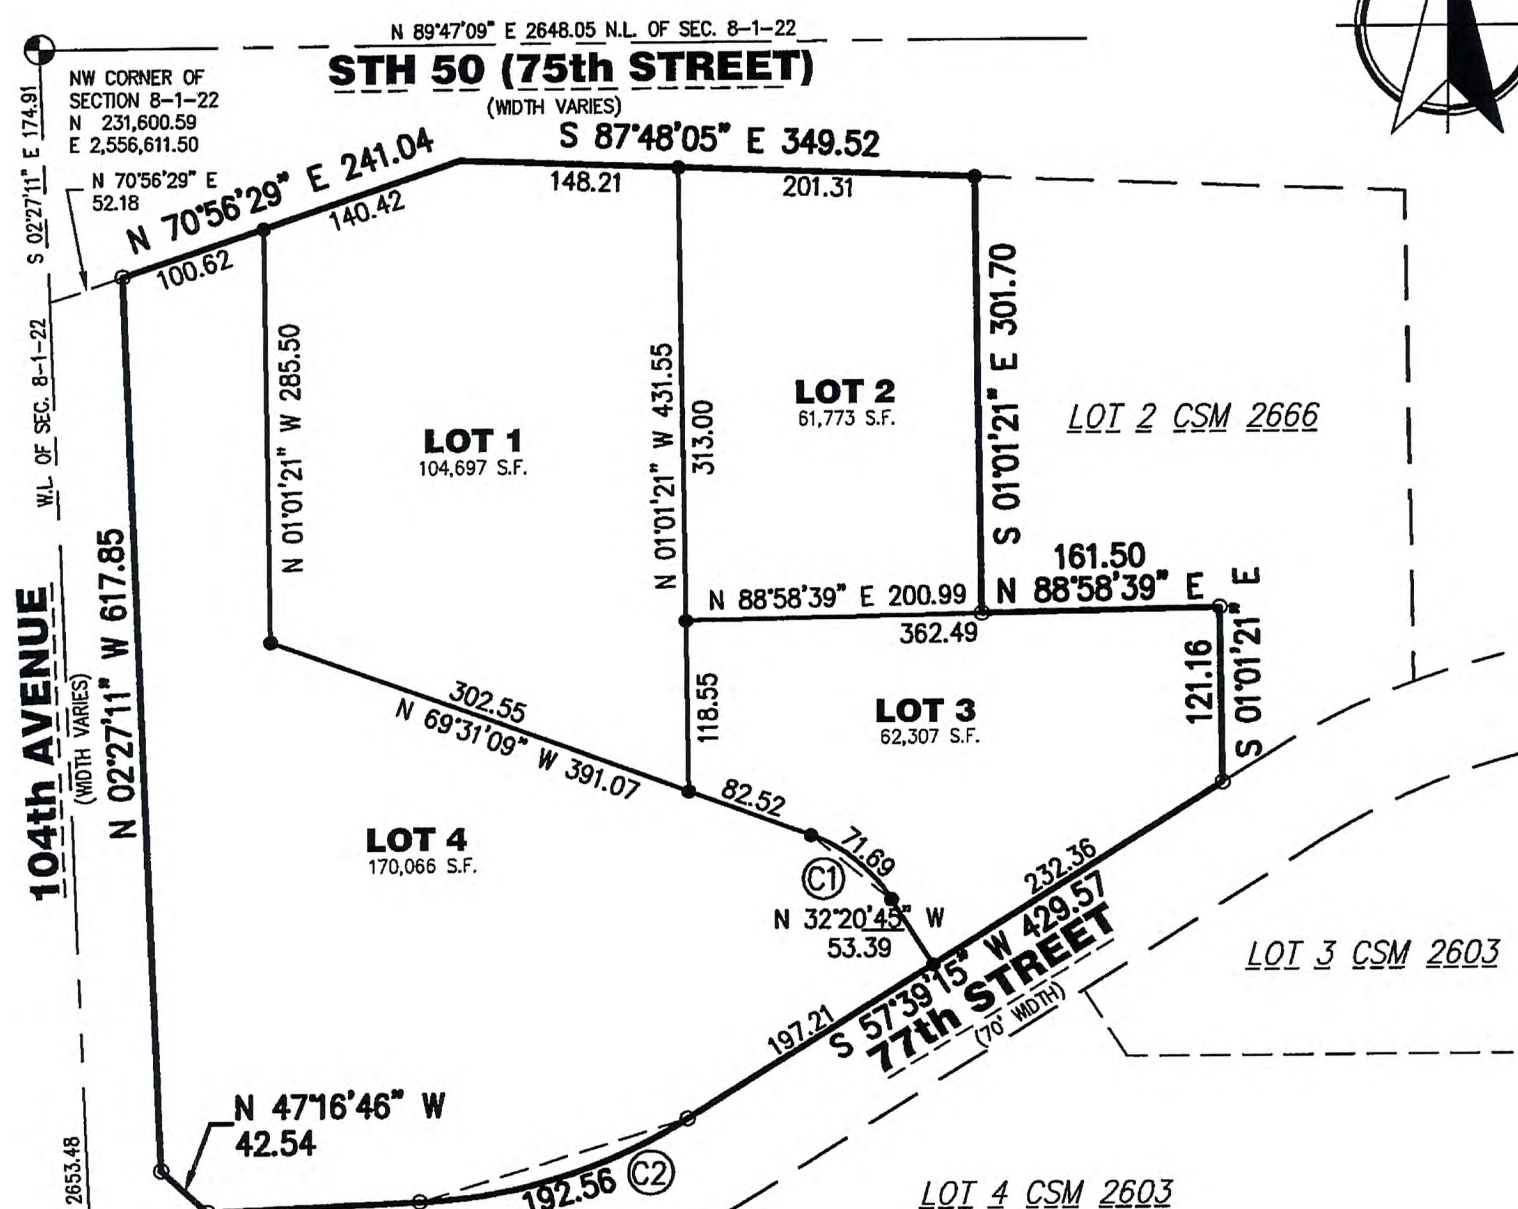 N 89°47'09" E 2648.05 N.L. OF SEC. 8-1-22
STH 50 (75th STREET)
(WIDTH VARIES)
NW CORNER OF
SECTION 8-1-22
N 231,600.59
E 2,556,611.50
N 70°56'29" E
52.18
S 02°27'11" E 174.91
W.L. OF SEC. 8-1-22
N 70°56'29" E 241.04
100.62
140.42
S 87°48'05" E 349.52
148.21
201.31
N 01°01'21" W 285.50
LOT 1
104,697 S.F.
N 01°01'21" W 431.55
313.00
LOT 2
61,773 S.F.
S 01°01'21" E 301.70
LOT 2 CSM 2666
N 88°58'39" E 200.99
362.49
161.50
N 88°58'39" E
121.16
S 01°01'21" E
104th AVENUE
(WIDTH VARIES)
N 02°27'11" W 617.85
302.55
N 69°31'09" W 391.07
118.55
LOT 3
62,307 S.F.
82.52
71.69
C1
N 32°20'45" W
53.39
LOT 4
170,066 S.F.
232.36
197.21
S 57°39'15" W 429.57
77th STREET
(70' WIDTH)
LOT 3 CSM 2603
N 47°16'46" W
42.54
2653.48
192.56
C2
LOT 4 CSM 2603